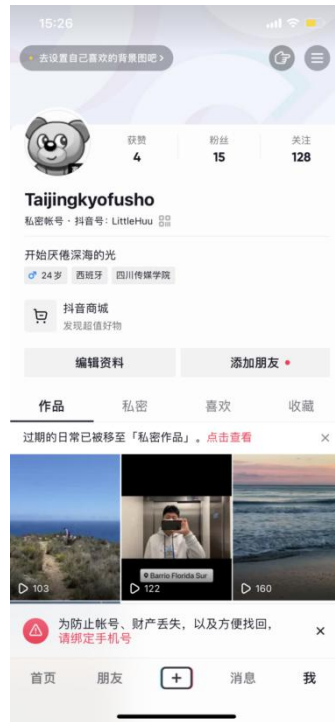 15:26
去设置自己喜欢的背景图吧 >
获赞 粉丝 关注
4 15 128
Taijingkyofusho
私密帐号 · 抖音号: LittleHuu
开始厌倦深海的光
♂ 24岁 西班牙 四川传媒学院
抖音商城
发现超值好物
编辑资料 添加朋友
作品 私密 喜欢 收藏
过期的日常已被移至「私密作品」。点击查看 ×
Barrio Florida Sur
103 122 160
为防止帐号、财产丢失，以及方便找回，
请绑定手机号 ×
首页 朋友 + 消息 我